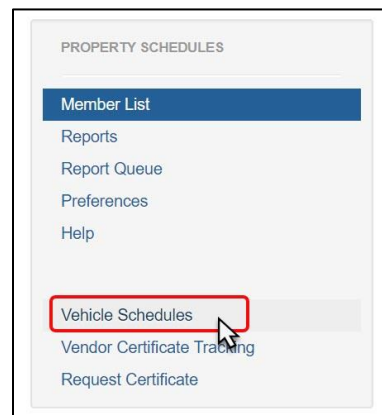 PROPERTY SCHEDULES
Member List
Reports
Report Queue
Preferences
Help
Vehicle Schedules
Vendor Certificate Tracking
Request Certificate